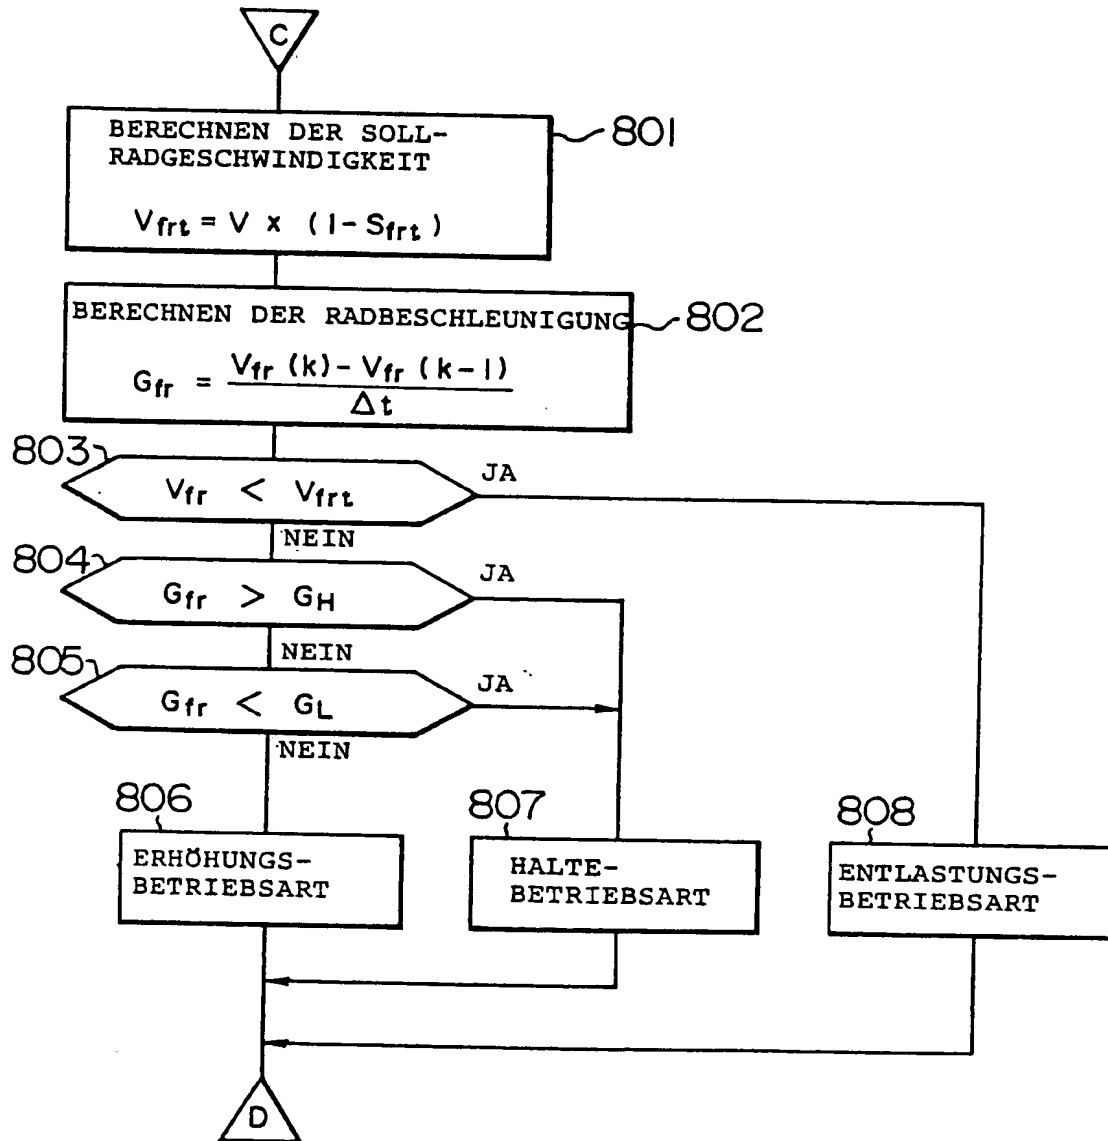 C
BERECHNEN DER SOLL-
RADGESCHWINDIGKEIT
801
Vfrt = V x (1-Sfrt)
BERECHNEN DER RADBESCHLEUNIGUNG
802
Gfr = Vfr (k) - Vfr (k-1)
Δt
803
Vfr < Vfrt
JA
NEIN
804
Gfr > GH
JA
NEIN
805
Gfr < GL
JA
NEIN
806
ERHÖHUNGS-
BETRIEBSART
807
HALTE-
BETRIEBSART
808
ENTLASTUNGS-
BETRIEBSART
D